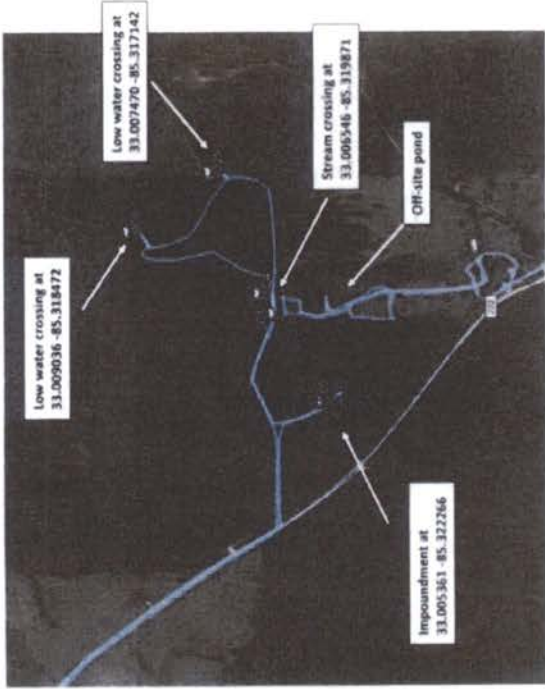 Low water crossing at
33.009036 -85.318472
Low water crossing at
33.007470 -85.317142
Stream crossing at
33.006546 -85.319871
Off-site pond
Impoundment at
33.005361 -85.322266